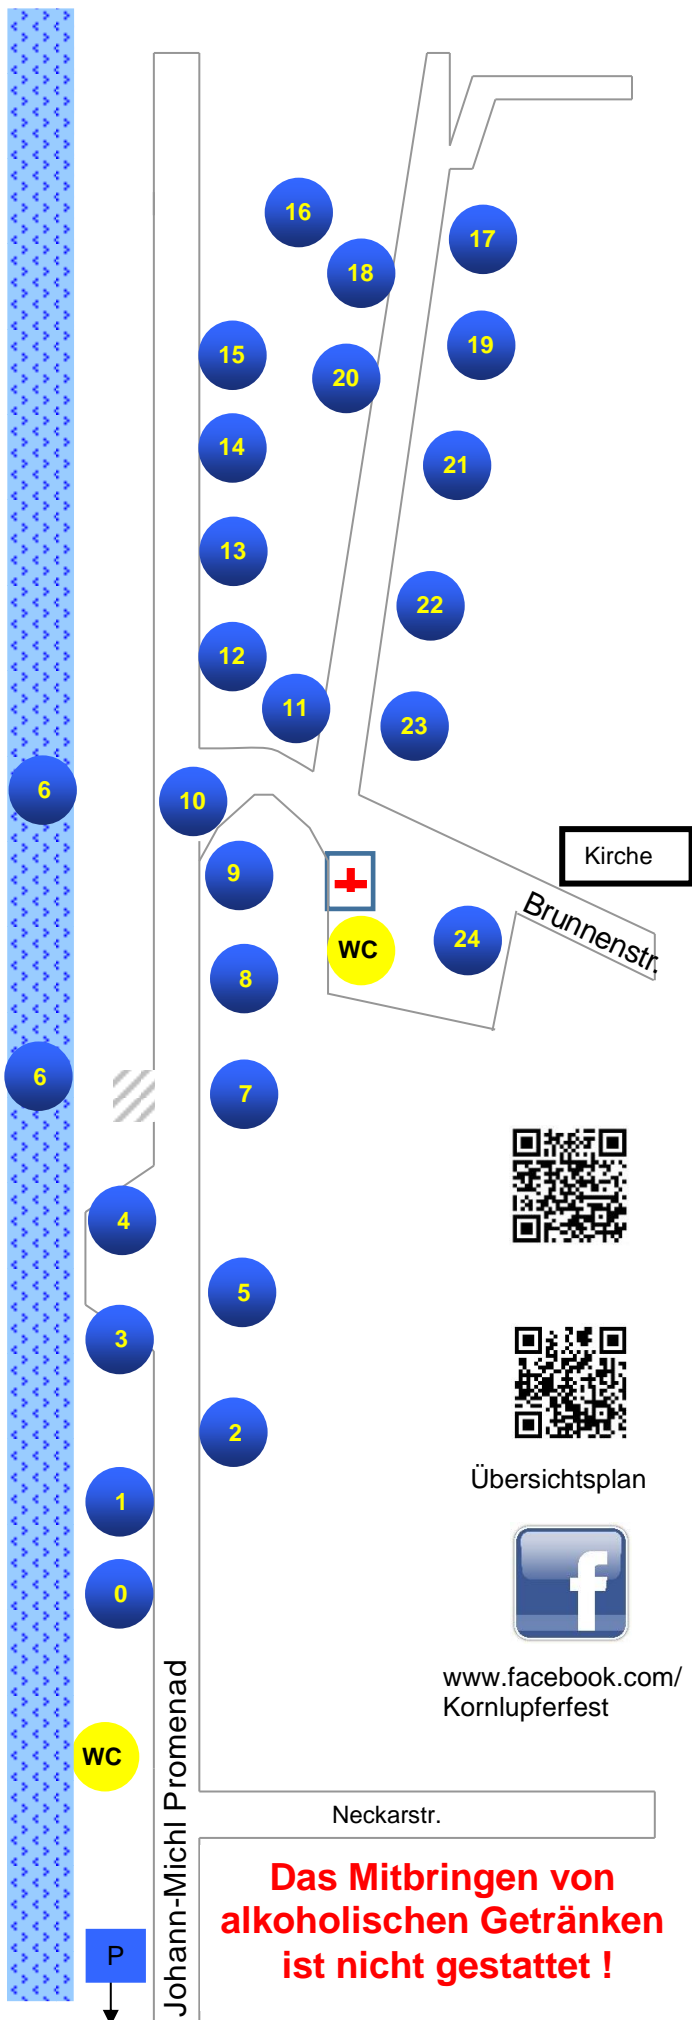 16
17
18
19
15
20
14
21
13
22
12
11
23
6
10
Kirche
9
Brunnenstr.
WC
24
8
6
7
4
5
3
2
Übersichtsplan
1
0
f
www.facebook.com/
Kornlupferfest
Johann-Michl Promenad
WC
Neckarstr.
Das Mitbringen von
alkoholischen Getränken
ist nicht gestattet !
P